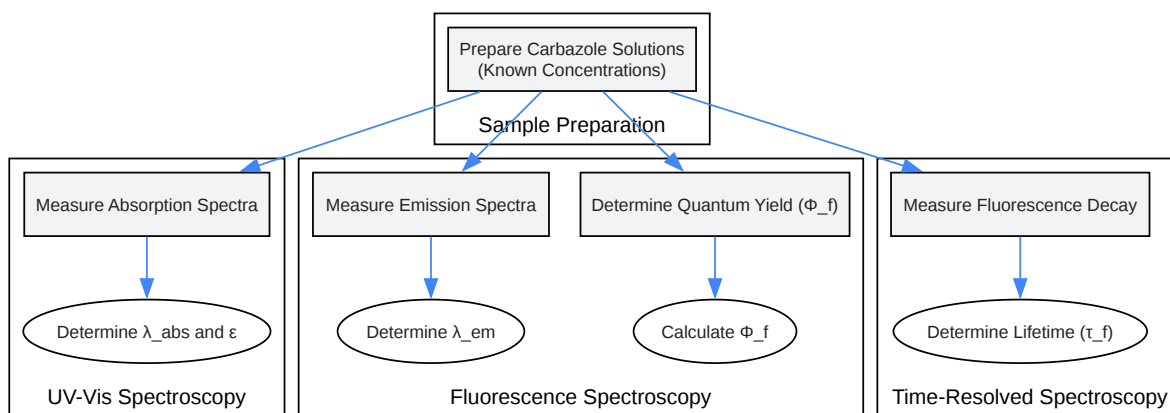 Prepare Carbazole Solutions
(Known Concentrations)
Sample Preparation
Measure Absorption Spectra
Measure Emission Spectra
Determine Quantum Yield (Φ_f)
Measure Fluorescence Decay
Determine λ_abs and ε
Determine λ_em
Calculate Φ_f
Determine Lifetime (τ_f)
UV-Vis Spectroscopy
Fluorescence Spectroscopy
Time-Resolved Spectroscopy